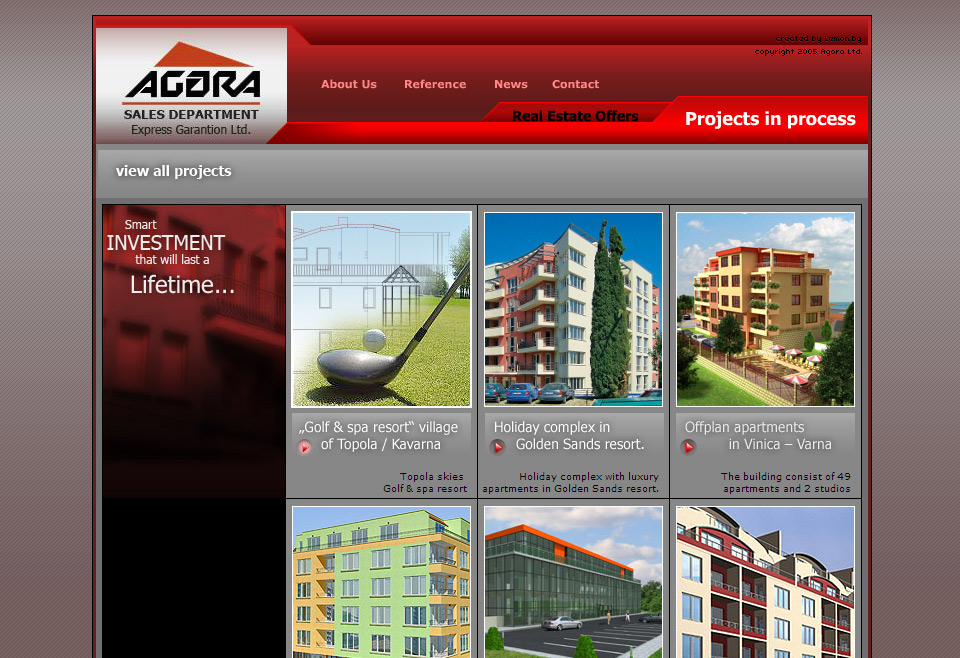 created by Lemon.bg
copyright 2005 Agora Ltd.
AGORA
SALES DEPARTMENT
Express Garantion Ltd.
About Us Reference News Contact
Real Estate Offers
Projects in process
view all projects
Smart
INVESTMENT
that will last a
Lifetime...
„Golf & spa resort“ village
of Topola / Kavarna
Topola skies
Golf & spa resort
Holiday complex in
Golden Sands resort.
Holiday complex with luxury
apartments in Golden Sands resort.
Offplan apartments
in Vinica – Varna
The building consist of 49
apartments and 2 studios